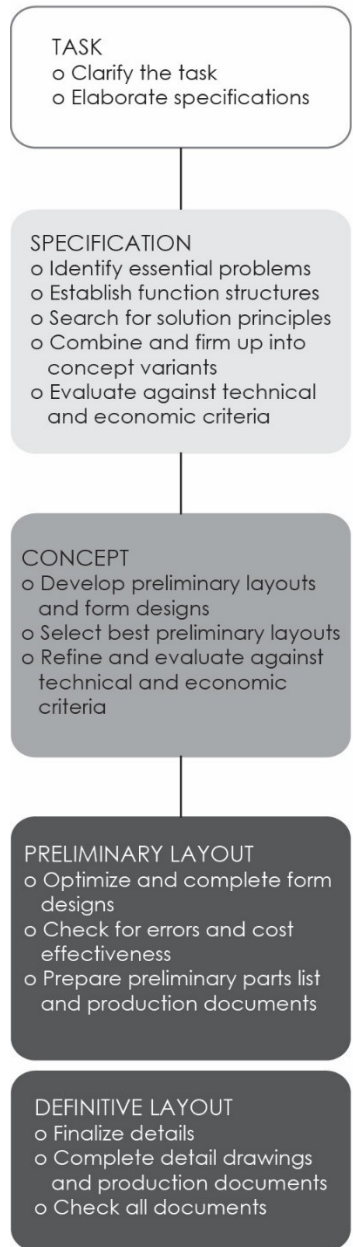 TASK
o Clarify the task
o Elaborate specifications
SPECIFICATION
o Identify essential problems
o Establish function structures
o Search for solution principles
o Combine and firm up into
concept variants
o Evaluate against technical
and economic criteria
CONCEPT
o Develop preliminary layouts
and form designs
o Select best preliminary layouts
o Refine and evaluate against
technical and economic
criteria
PRELIMINARY LAYOUT
o Optimize and complete form
designs
o Check for errors and cost
effectiveness
o Prepare preliminary parts list
and production documents
DEFINITIVE LAYOUT
o Finalize details
o Complete detail drawings
and production documents
o Check all documents